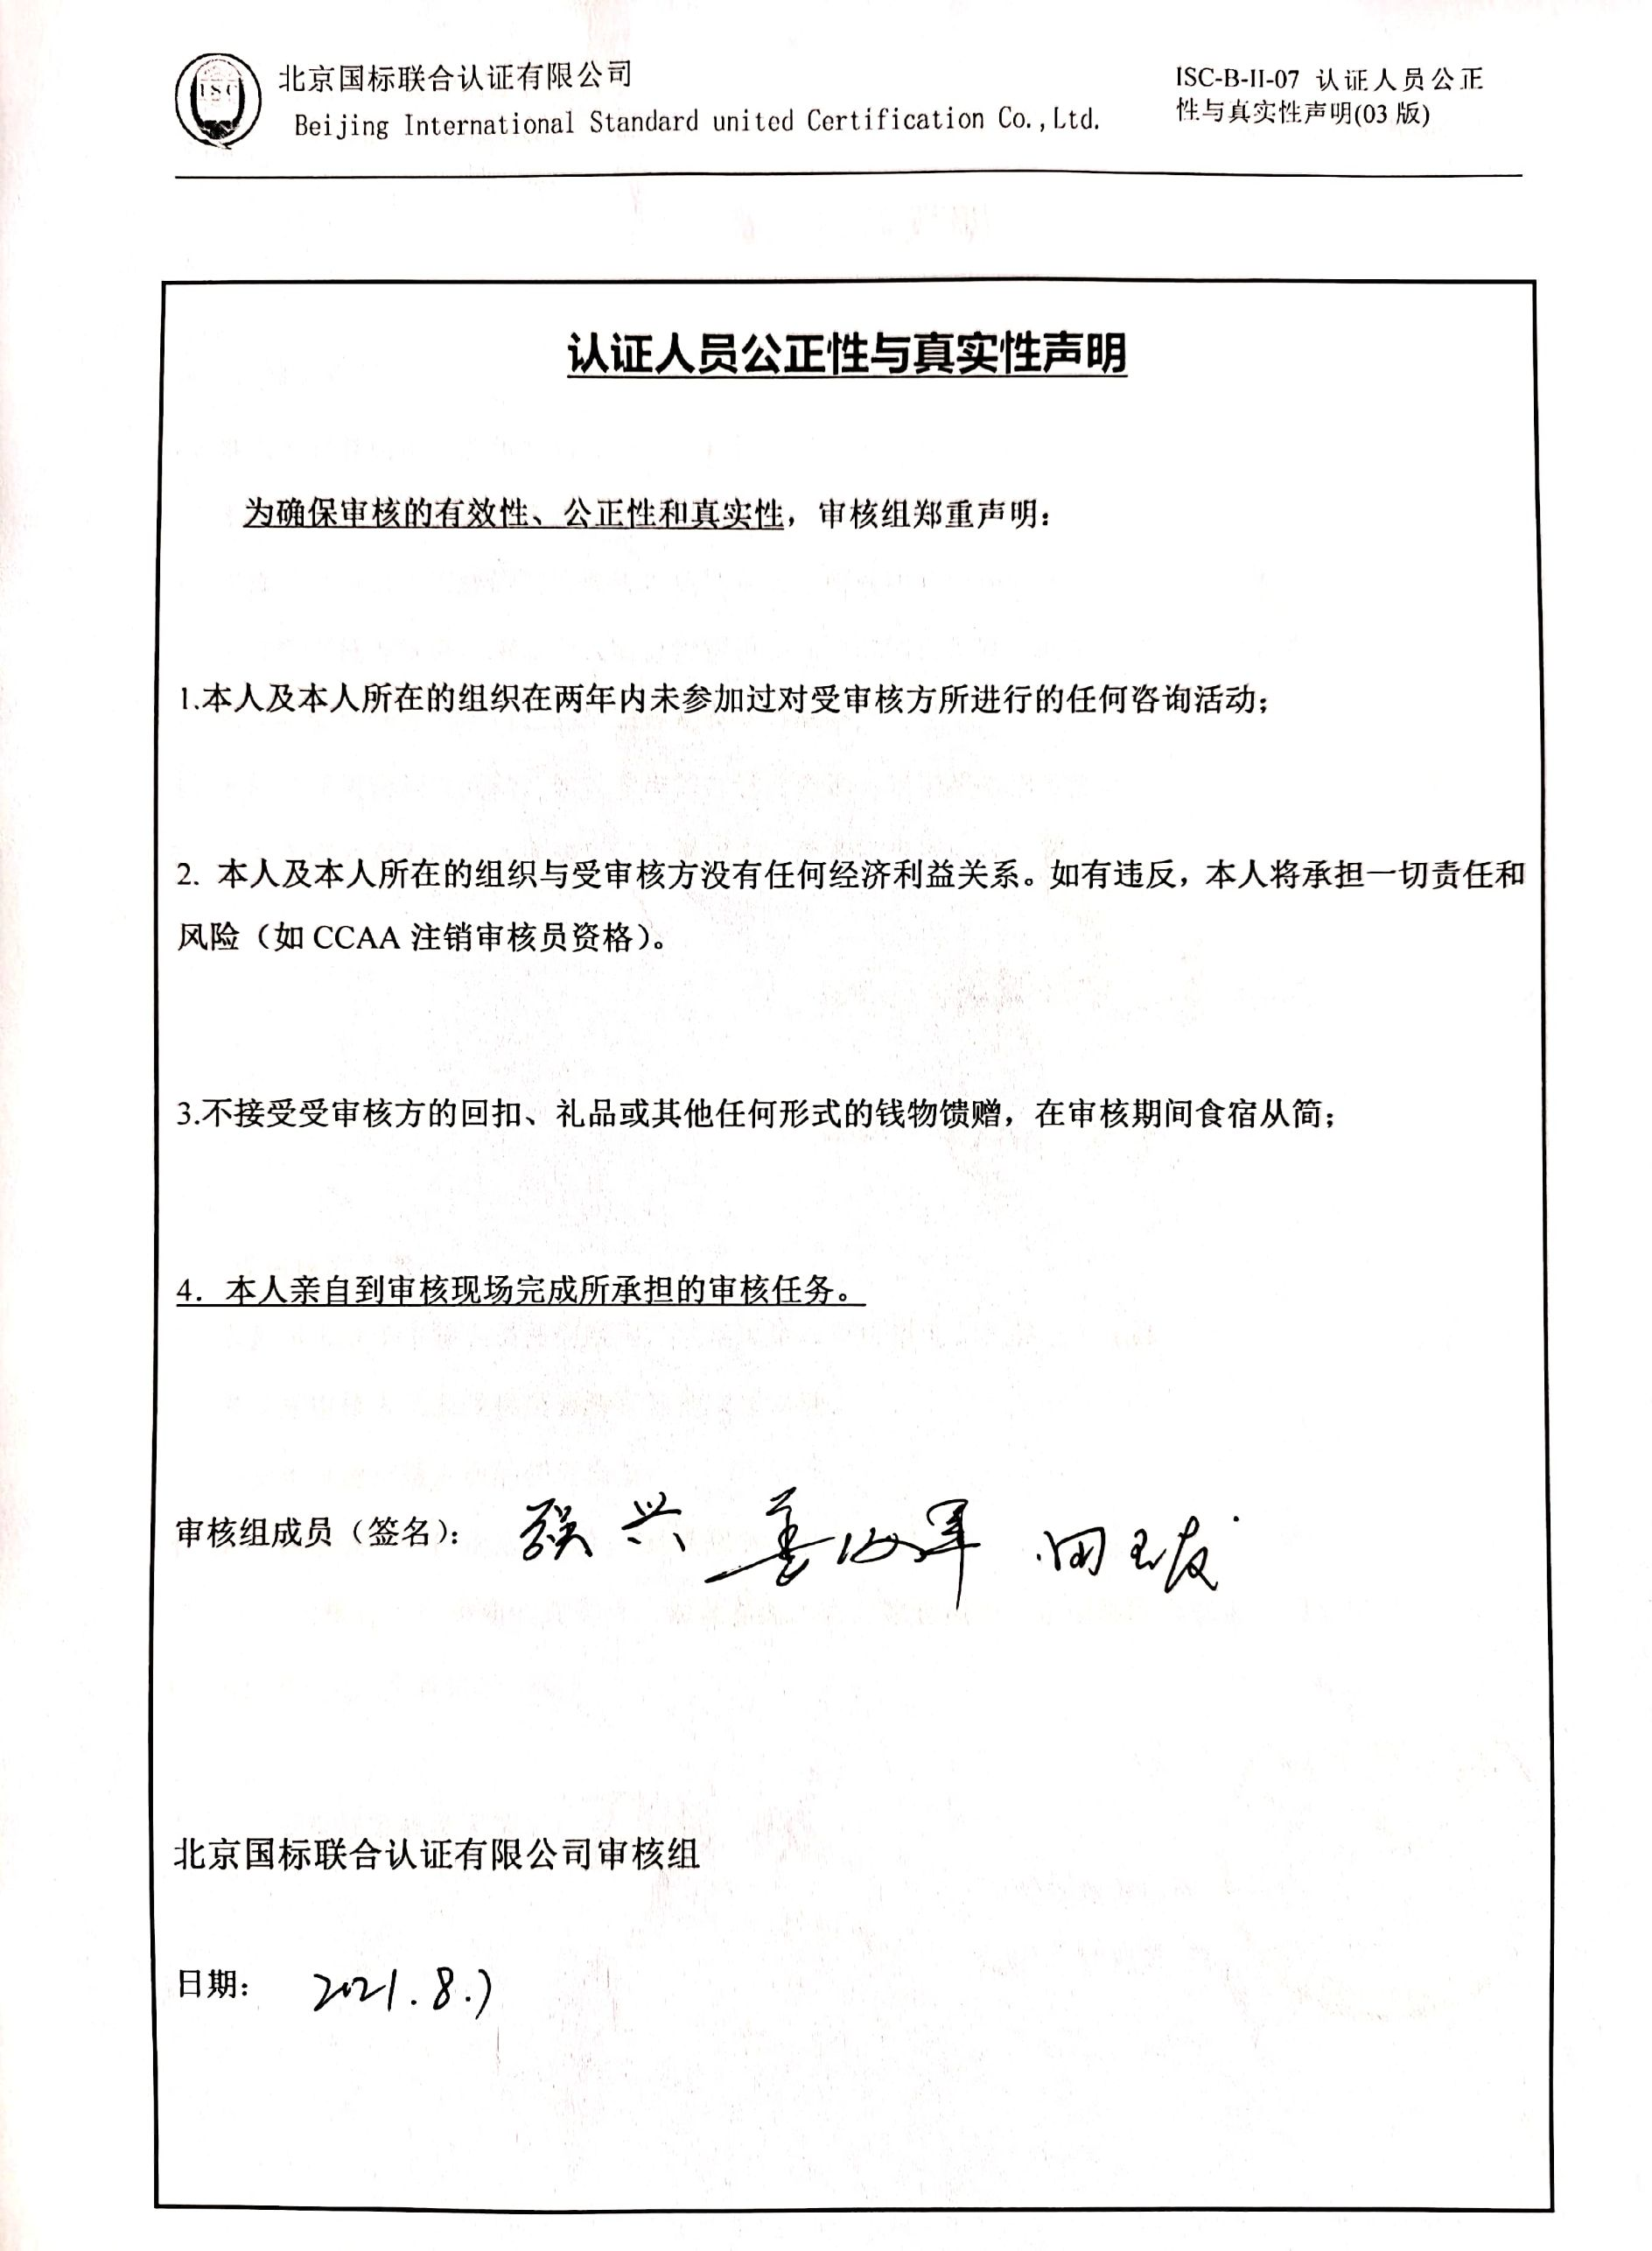 ISC
北京国标联合认证有限公司
Beijing International Standard united Certification Co.,Ltd.
ISC-B-II-07 认证人员公正
性与真实性声明(03 版)
认证人员公正性与真实性声明
为确保审核的有效性、公正性和真实性，审核组郑重声明：
1.本人及本人所在的组织在两年内未参加过对受审核方所进行的任何咨询活动；
2. 本人及本人所在的组织与受审核方没有任何经济利益关系。如有违反，本人将承担一切责任和
风险（如 CCAA 注销审核员资格）。
3.不接受受审核方的回扣、礼品或其他任何形式的钱物馈赠，在审核期间食宿从简；
4. 本人亲自到审核现场完成所承担的审核任务。
审核组成员（签名）：
北京国标联合认证有限公司审核组
日期： 2021.8.7